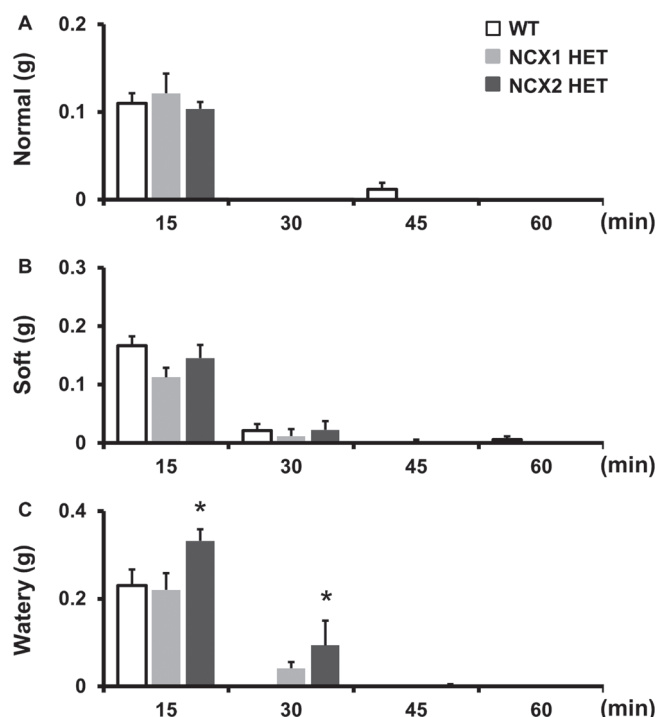 A
0.2
0.1
0
Normal (g)
WT
NCX1 HET
NCX2 HET
15 30 45 60 (min)
B
0.3
0.2
0.1
0
Soft (g)
15 30 45 60 (min)
C
0.4
0.2
0
Watery (g)
*
*
15 30 45 60 (min)